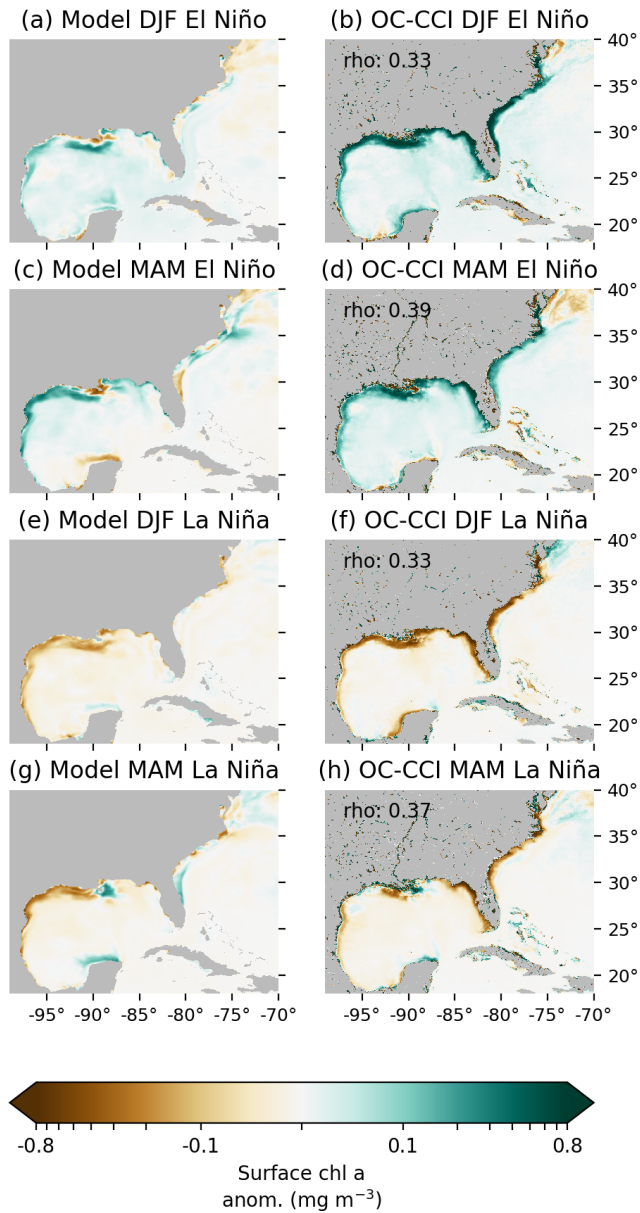 (a) Model DJF El Niño
(b) OC-CCI DJF El Niño
rho: 0.33
40°
35°
30°
25°
20°
(c) Model MAM El Niño
(d) OC-CCI MAM El Niño
rho: 0.39
40°
35°
30°
25°
20°
(e) Model DJF La Niña
(f) OC-CCI DJF La Niña
rho: 0.33
40°
35°
30°
25°
20°
(g) Model MAM La Niña
(h) OC-CCI MAM La Niña
rho: 0.37
40°
35°
30°
25°
20°
-95° -90° -85° -80° -75° -70°
-95° -90° -85° -80° -75° -70°
-0.8 -0.1 0.1 0.8
Surface chl a
anom. (mg m⁻³)